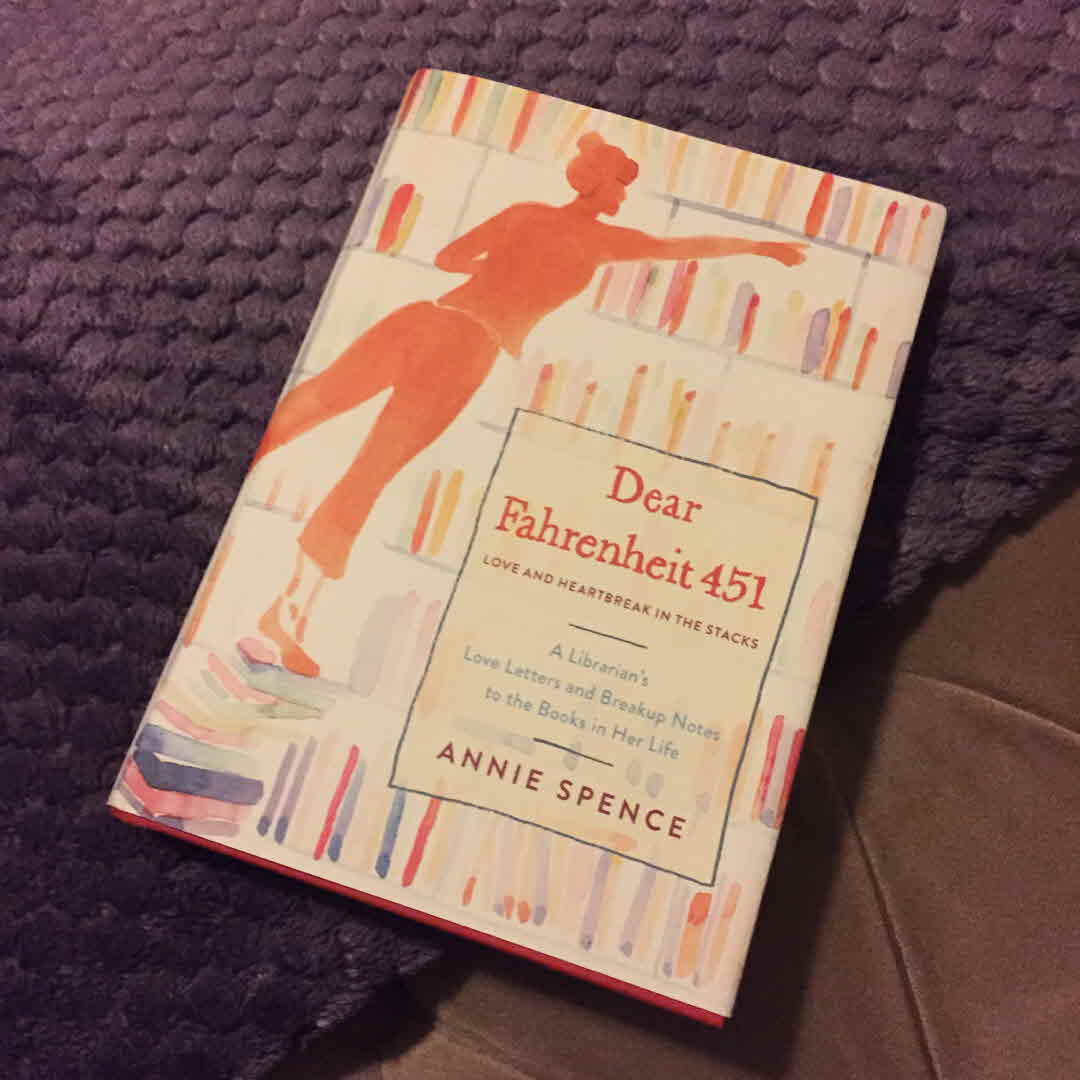 Dear
Fahrenheit 451
LOVE AND HEARTBREAK IN THE STACKS
A Librarian's
Love Letters and Breakup Notes
to the Books in Her Life
ANNIE SPENCE